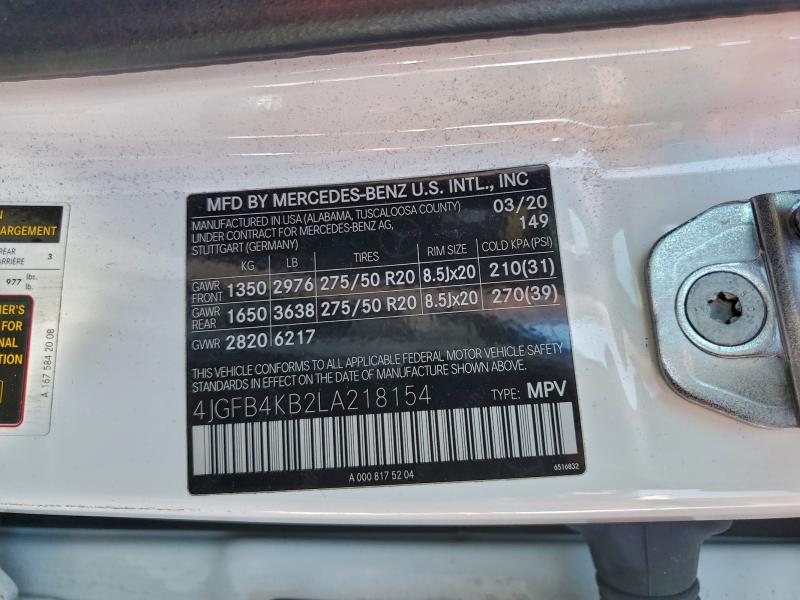 N
ARGEMENT
REAR
ARRIÈRE 3
977 lbs.
lb.
ER'S
FOR
NAL
TION
A 167 584 20 08
MFD BY MERCEDES-BENZ U.S. INTL., INC
MANUFACTURED IN USA (ALABAMA, TUSCALOOSA COUNTY) 03/20
UNDER CONTRACT FOR MERCEDES-BENZ AG, 149
STUTTGART (GERMANY)
KG LB TIRES RIM SIZE COLD KPA (PSI)
GAWR FRONT 1350 2976 275/50 R20 8.5Jx20 210(31)
GAWR REAR 1650 3638 275/50 R20 8.5Jx20 270(39)
GVWR 2820 6217
THIS VEHICLE CONFORMS TO ALL APPLICABLE FEDERAL MOTOR VEHICLE SAFETY
STANDARDS IN EFFECT ON THE DATE OF MANUFACTURE SHOWN ABOVE.
4JGFB4KB2LA218154 TYPE: MPV
A 000 817 52 04
6516832